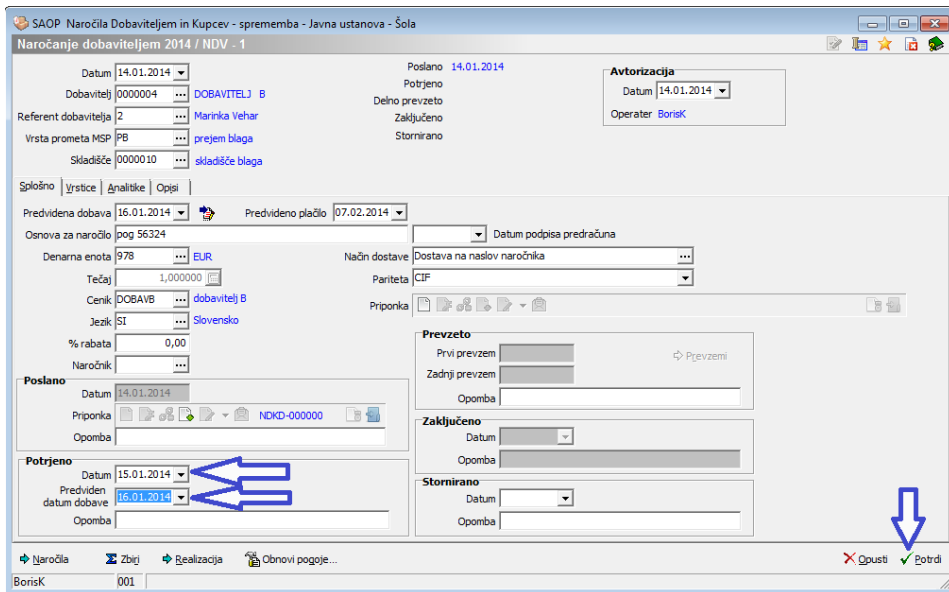 SAOP Naročila Dobaviteljem in Kupcev - sprememba - Javna ustanova - Šola
Naročanje dobaviteljem 2014 / NDV - 1
Datum 14.01.2014
Dobavitelj 0000004 ... DOBAVITELJ B
Referent dobavitelja 2 ... Marinka Vehar
Vrsta prometa MSP PB ... prejem blaga
Skladišče 0000010 ... skladišče blaga
Poslano 14.01.2014
Potrjeno
Delno prevzeto
Zaključeno
Stornirano
Avtorizacija
Datum 14.01.2014
Operater BorisK
Splošno Vrstice Analitike Opisi
Predvidena dobava 16.01.2014 Predvideno plačilo 07.02.2014
Osnova za naročilo pog 56324 Datum podpisa predračuna
Denarna enota 978 ... EUR Način dostave Dostava na naslov naročnika ...
Tečaj 1,000000 Pariteta CIF
Cenik DOBAVB ... dobavitelj B Priponka
Jezik SI ... Slovensko
% rabata 0,00
Naročnik ...
Poslano
Datum 14.01.2014
Priponka NDKD-000000
Opomba
Potrjeno
Datum 15.01.2014
Predviden
datum dobave 16.01.2014
Opomba
Prevzeto
Prvi prevzem Prevzemi
Zadnji prevzem
Opomba
Zaključeno
Datum
Opomba
Stornirano
Datum
Opomba
Naročila Zbirj Realizacija Obnovi pogoje... Opusti Potrdi
BorisK 001